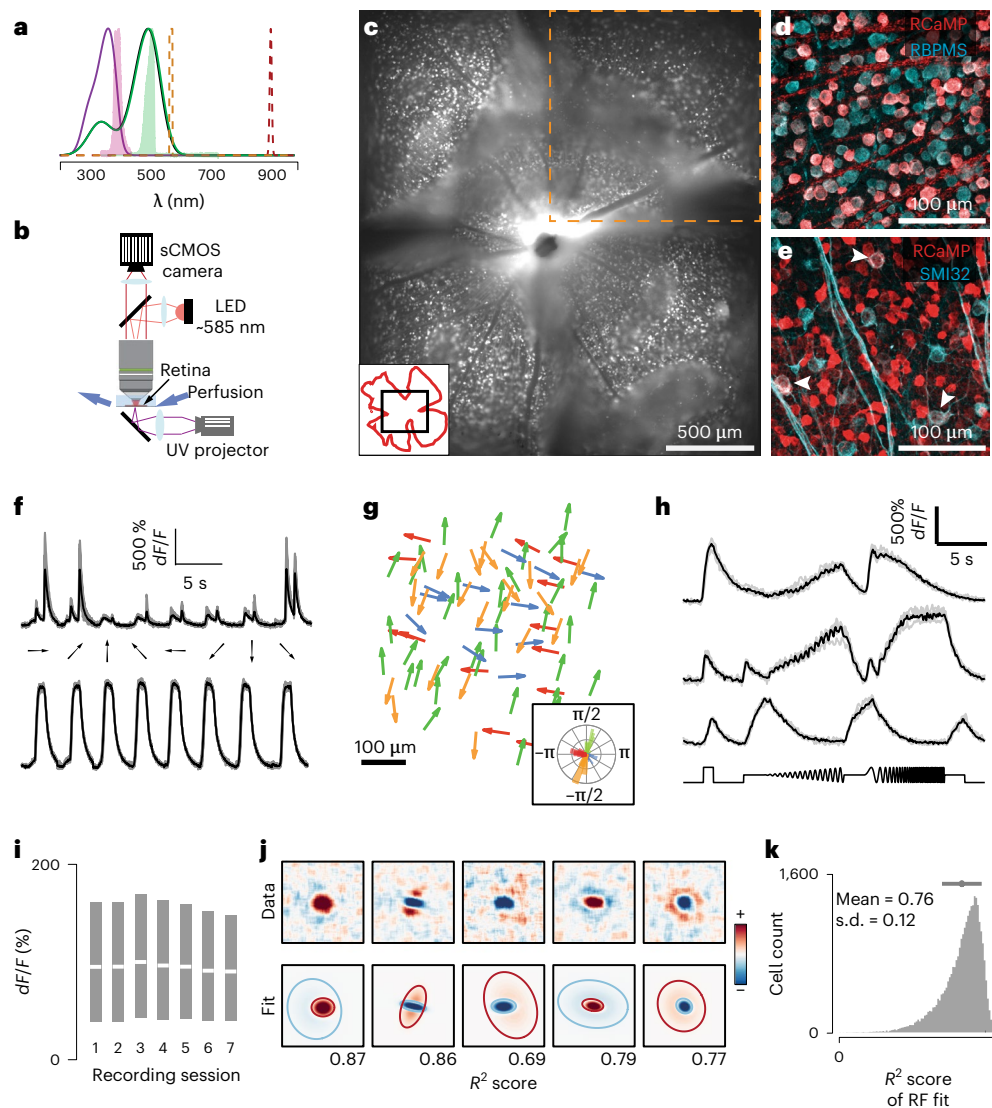 a
300 500 700 900
λ (nm)
b
sCMOS
camera
LED
~585 nm
Retina
Perfusion
UV projector
c
500 µm
d
RCaMP
RBPMS
100 µm
e
RCaMP
SMI32
100 µm
f
500 %
dF/F
5 s
g
100 µm
π/2
–π
π
–π/2
h
500%
dF/F
5 s
i
200
dF/F (%)
0
1 2 3 4 5 6 7
Recording session
j
Data
Fit
+
–
0.87 0.86 0.69 0.79 0.77
R² score
k
1,600
Mean = 0.76
s.d. = 0.12
Cell count
0
0
R² score
of RF fit